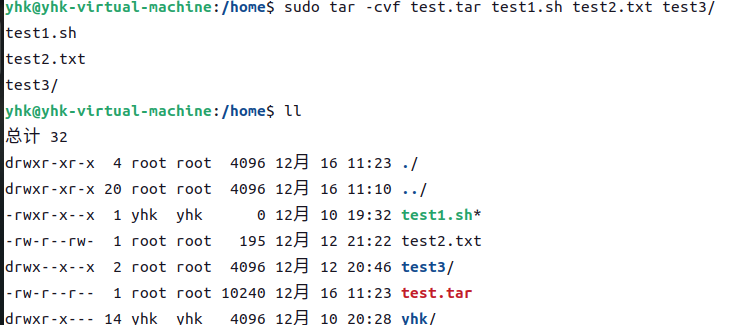 yhk@yhk-virtual-machine:/home$ sudo tar -cvf test.tar test1.sh test2.txt test3/
test1.sh
test2.txt
test3/
yhk@yhk-virtual-machine:/home$ ll
总计 32
drwxr-xr-x  4 root root  4096 12月 16 11:23 ./
drwxr-xr-x 20 root root  4096 12月 16 11:10 ../
-rwxr-x--x  1 yhk  yhk      0 12月 10 19:32 test1.sh*
-rw-r--rw-  1 root root   195 12月 12 21:22 test2.txt
drwx--x--x  2 root root  4096 12月 12 20:46 test3/
-rw-r--r--  1 root root 10240 12月 16 11:23 test.tar
drwxr-x--- 14 yhk  yhk   4096 12月 10 20:28 yhk/